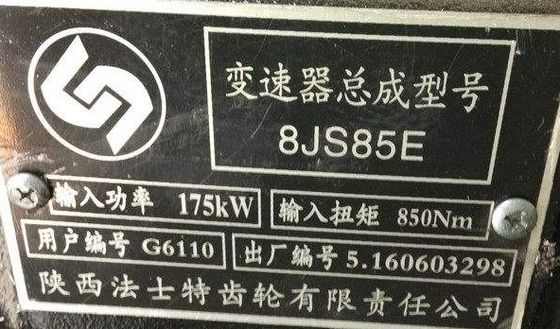 变速器总成型号
8JS85E
输入功率 175kW 输入扭矩 850Nm
用户编号 G6110 出厂编号 5.160603298
陕西法士特齿轮有限责任公司